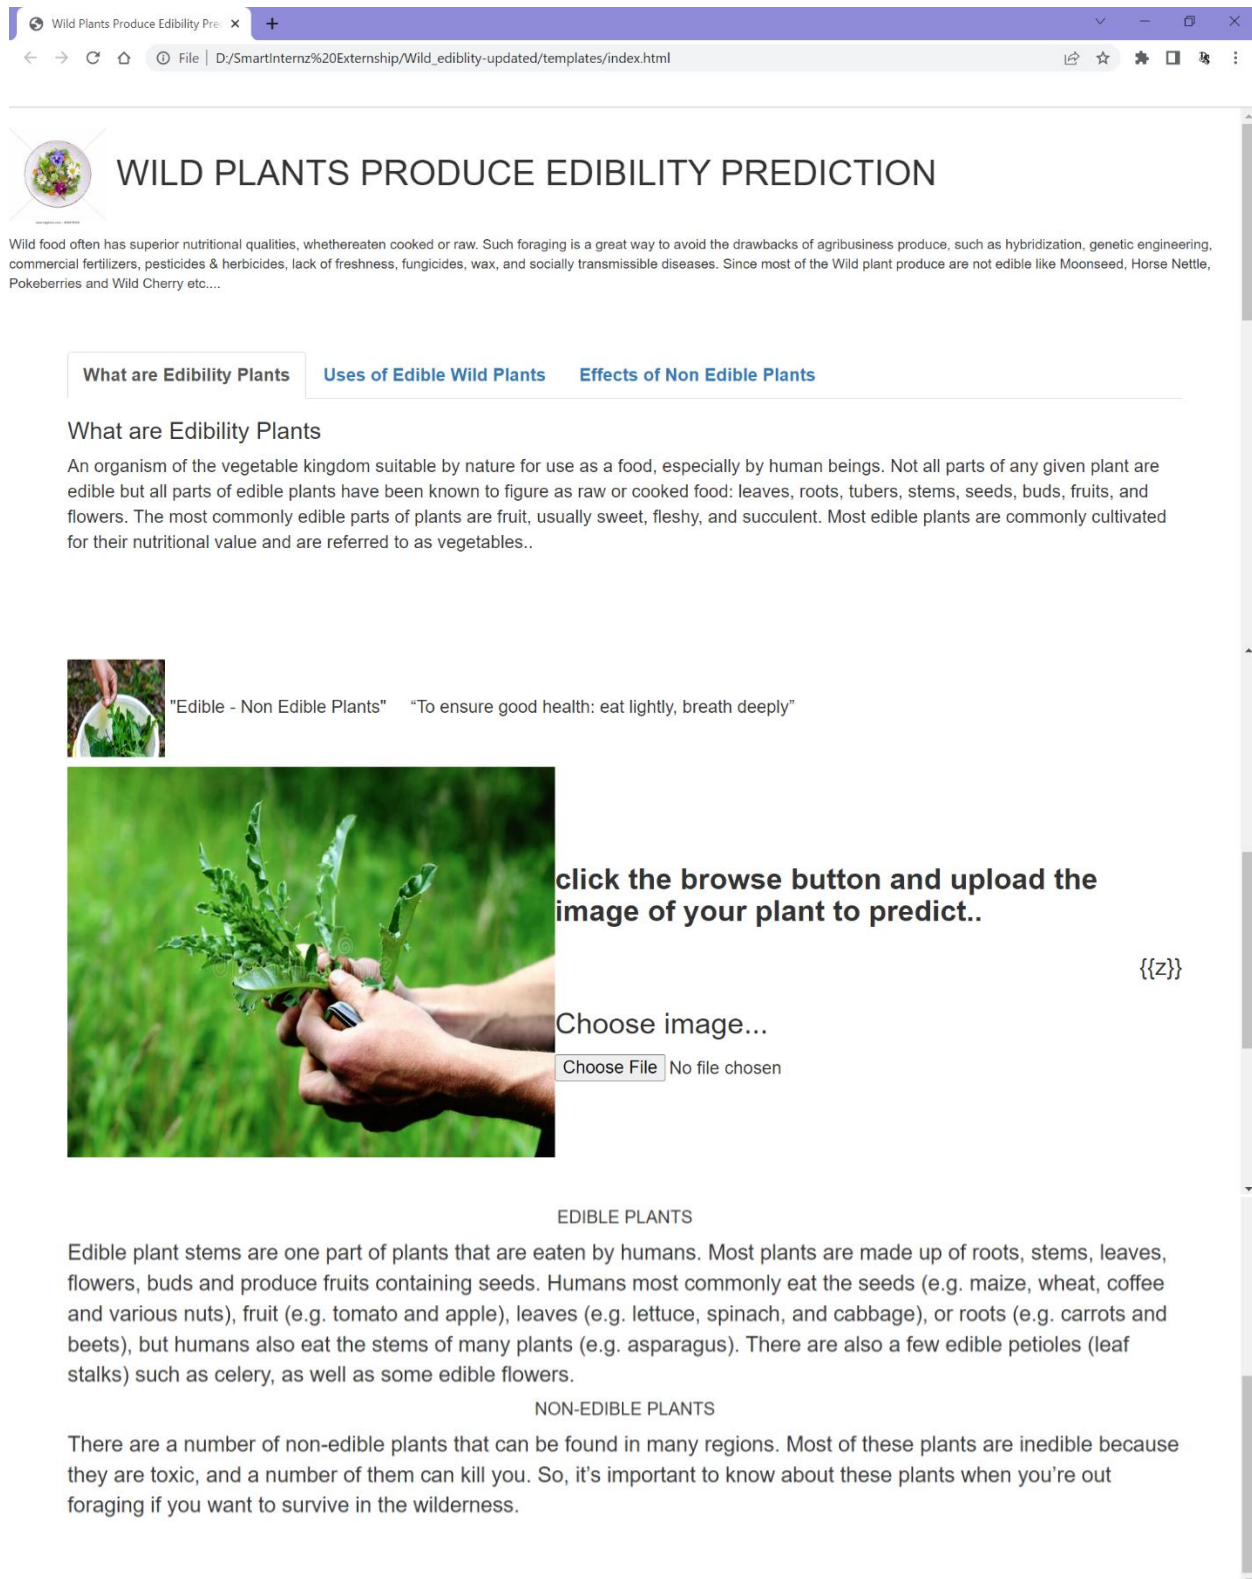 Wild Plants Produce Edibility Pre
File | D:/SmartInternz%20Externship/Wild_ediblity-updated/templates/index.html
WILD PLANTS PRODUCE EDIBILITY PREDICTION
Wild food often has superior nutritional qualities, whethereaten cooked or raw. Such foraging is a great way to avoid the drawbacks of agribusiness produce, such as hybridization, genetic engineering,
commercial fertilizers, pesticides & herbicides, lack of freshness, fungicides, wax, and socially transmissible diseases. Since most of the Wild plant produce are not edible like Moonseed, Horse Nettle,
Pokeberries and Wild Cherry etc....
What are Edibility Plants Uses of Edible Wild Plants Effects of Non Edible Plants
What are Edibility Plants
An organism of the vegetable kingdom suitable by nature for use as a food, especially by human beings. Not all parts of any given plant are
edible but all parts of edible plants have been known to figure as raw or cooked food: leaves, roots, tubers, stems, seeds, buds, fruits, and
flowers. The most commonly edible parts of plants are fruit, usually sweet, fleshy, and succulent. Most edible plants are commonly cultivated
for their nutritional value and are referred to as vegetables..
"Edible - Non Edible Plants" “To ensure good health: eat lightly, breath deeply”
click the browse button and upload the
image of your plant to predict..
{{z}}
Choose image...
Choose File No file chosen
EDIBLE PLANTS
Edible plant stems are one part of plants that are eaten by humans. Most plants are made up of roots, stems, leaves,
flowers, buds and produce fruits containing seeds. Humans most commonly eat the seeds (e.g. maize, wheat, coffee
and various nuts), fruit (e.g. tomato and apple), leaves (e.g. lettuce, spinach, and cabbage), or roots (e.g. carrots and
beets), but humans also eat the stems of many plants (e.g. asparagus). There are also a few edible petioles (leaf
stalks) such as celery, as well as some edible flowers.
NON-EDIBLE PLANTS
There are a number of non-edible plants that can be found in many regions. Most of these plants are inedible because
they are toxic, and a number of them can kill you. So, it’s important to know about these plants when you’re out
foraging if you want to survive in the wilderness.